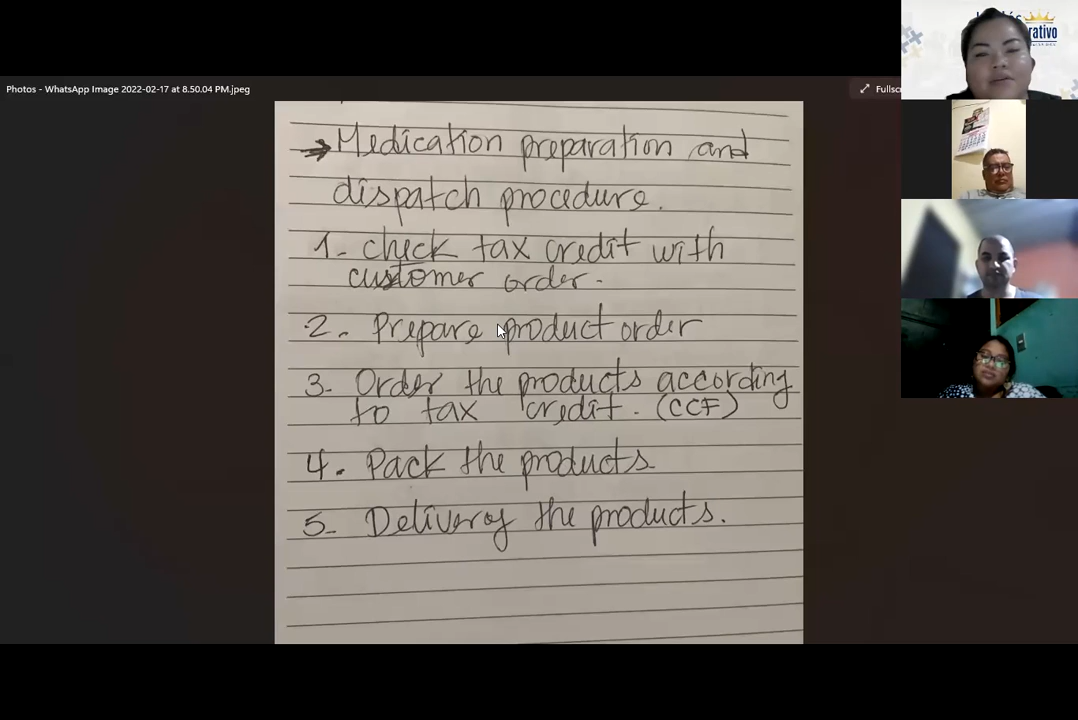 Photos - WhatsApp Image 2022-02-17 at 8.50.04 PM.jpeg
Fullsc
rativo
→ Medication preparation and
dispatch procedure.
1- check tax credit with
customer order-
2- Prepare product order
3- Order the products according
to tax credit. (CCF)
4. Pack the products
5- Delivery the products.